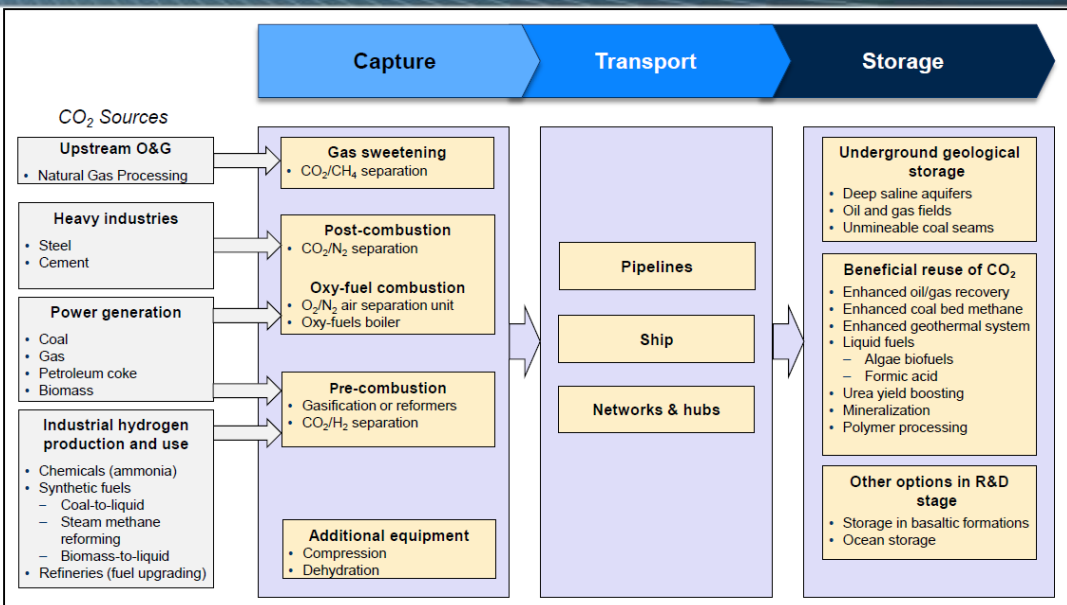 Capture
Transport
Storage
CO₂ Sources
Upstream O&G
• Natural Gas Processing
Heavy industries
• Steel
• Cement
Power generation
• Coal
• Gas
• Petroleum coke
• Biomass
Industrial hydrogen
production and use
• Chemicals (ammonia)
• Synthetic fuels
– Coal-to-liquid
– Steam methane
reforming
– Biomass-to-liquid
• Refineries (fuel upgrading)
Gas sweetening
• CO₂/CH₄ separation
Post-combustion
• CO₂/N₂ separation
Oxy-fuel combustion
• O₂/N₂ air separation unit
• Oxy-fuels boiler
Pre-combustion
• Gasification or reformers
• CO₂/H₂ separation
Additional equipment
• Compression
• Dehydration
Pipelines
Ship
Networks & hubs
Underground geological
storage
• Deep saline aquifers
• Oil and gas fields
• Unmineable coal seams
Beneficial reuse of CO₂
• Enhanced oil/gas recovery
• Enhanced coal bed methane
• Enhanced geothermal system
• Liquid fuels
– Algae biofuels
– Formic acid
• Urea yield boosting
• Mineralization
• Polymer processing
Other options in R&D
stage
• Storage in basaltic formations
• Ocean storage